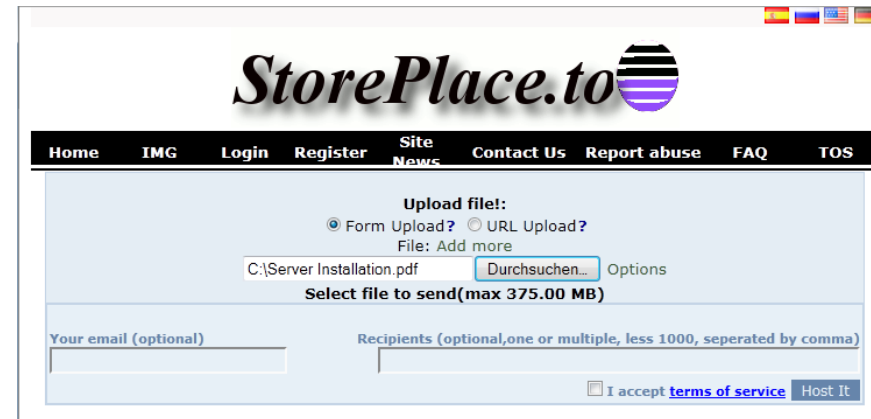 StorePlace.to
Home IMG Login Register Site News Contact Us Report abuse FAQ TOS
Upload file!:
Form Upload? URL Upload?
File: Add more
C:\Server Installation.pdf Durchsuchen... Options
Select file to send(max 375.00 MB)
Your email (optional) Recipients (optional,one or multiple, less 1000, seperated by comma)
I accept terms of service Host It